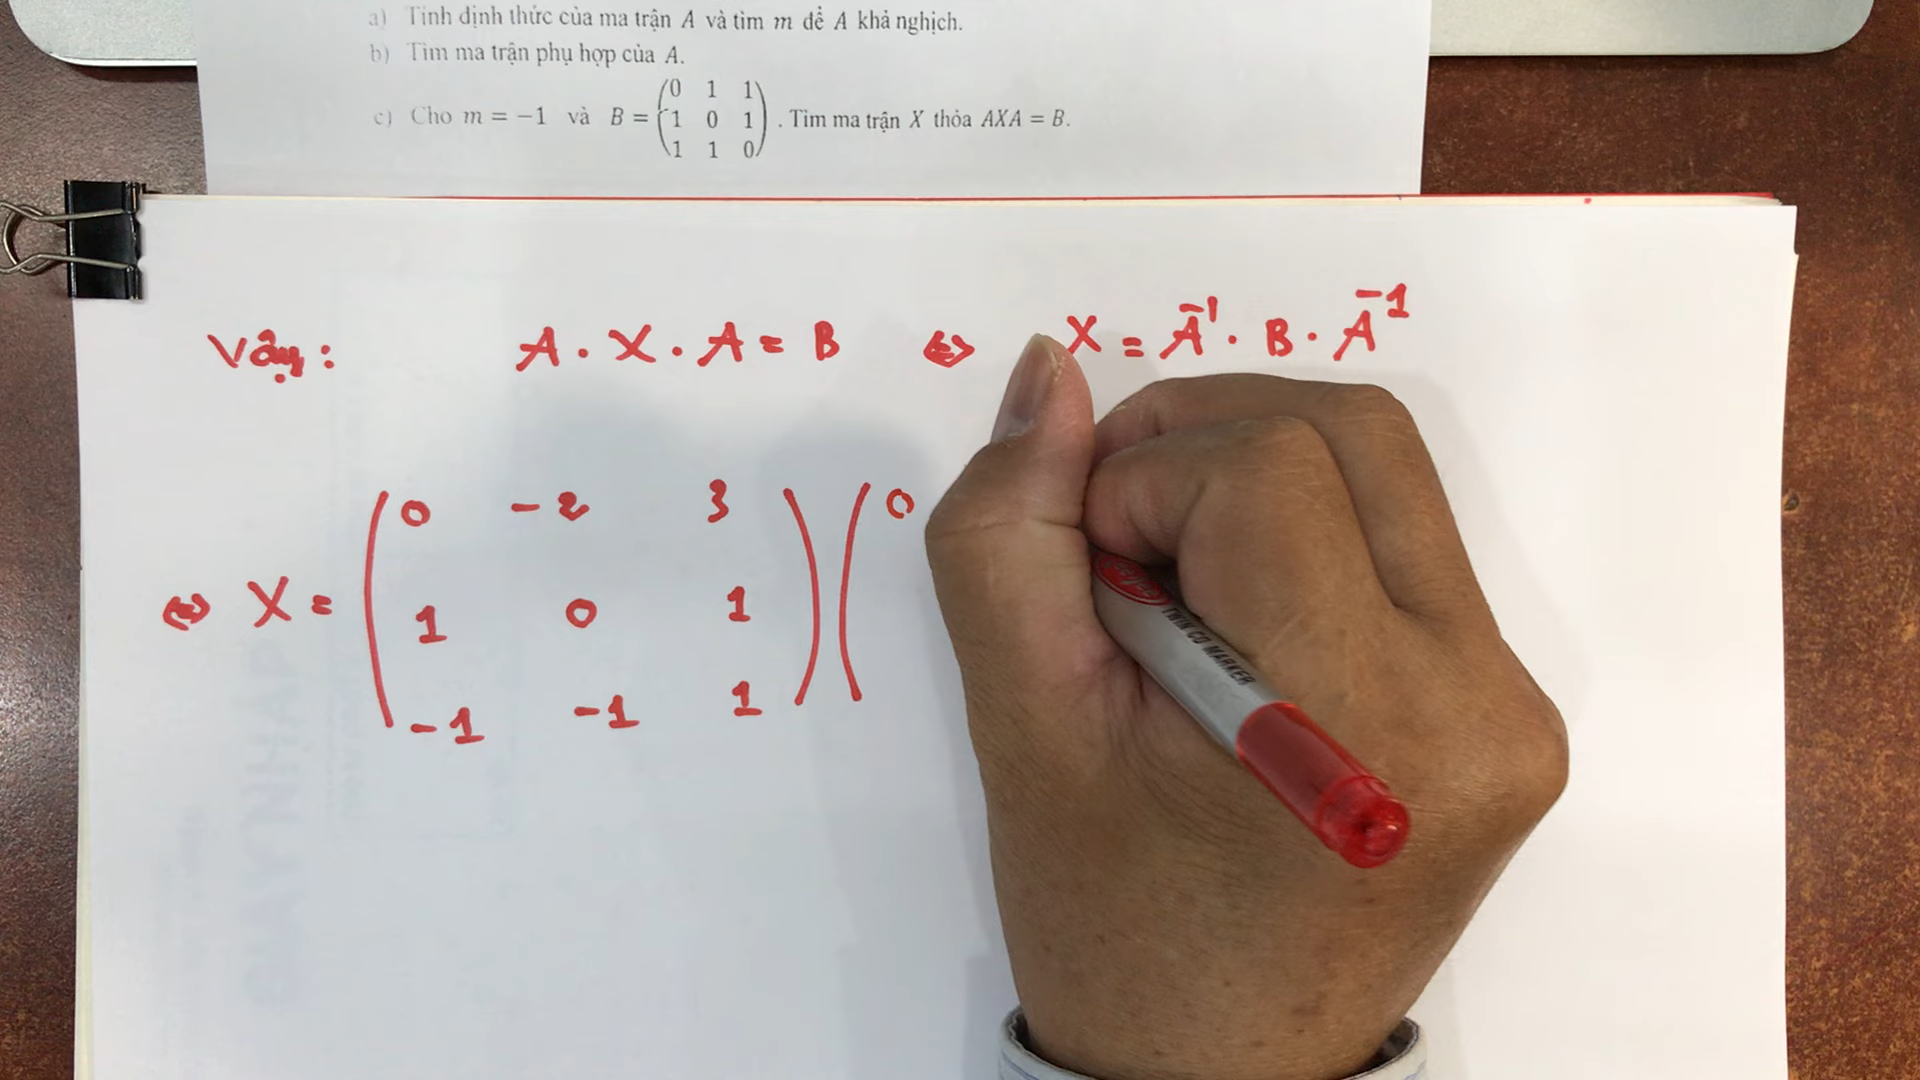 a) Tính định thức của ma trận A và tìm m để A khả nghịch.
b) Tìm ma trận phụ hợp của A.
c) Cho m = −1 và B = (0 1 1
1 0 1
1 1 0) . Tìm ma trận X thỏa AXA = B.
Vậy: A . X . A = B ⇔ X = A⁻¹ . B . A⁻¹
⇔ X = (0 -2 3
1 0 1
-1 -1 1) (0
TWIN CD MARKER